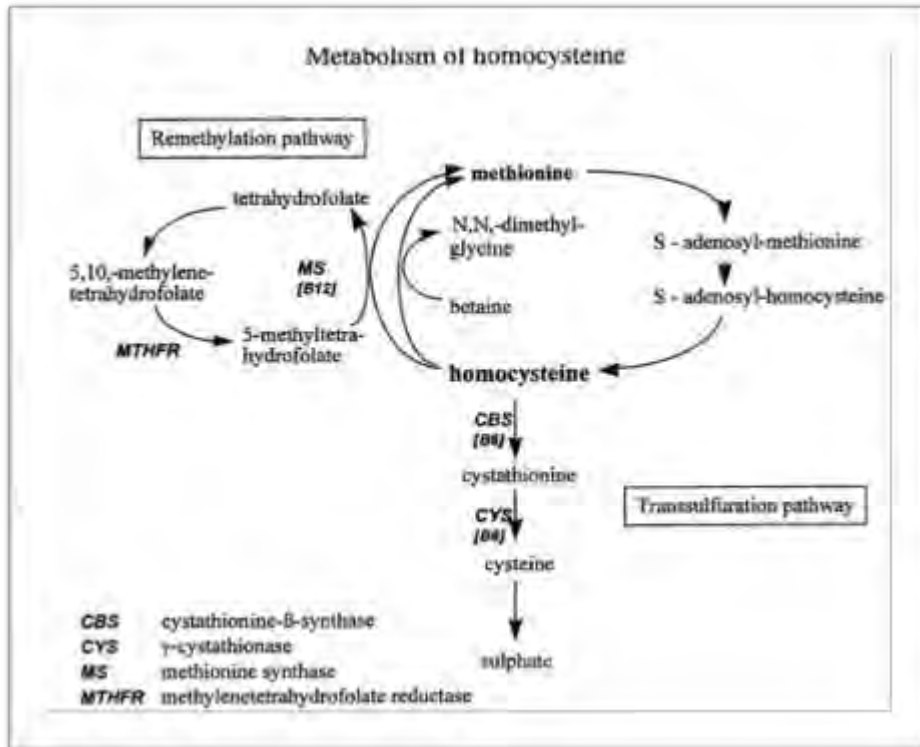 Metabolism of homocysteine
Remethylation pathway
methionine
tetrahydrofolate
N,N,-dimethyl-
glycine
S - adenosyl-methionine
MS
[B12]
5,10,-methylene-
tetrahydrofolate
betaine
S - adenosyl-homocysteine
5-methyltetra-
hydrofolate
MTHFR
homocysteine
CBS
[B6]
cystathionine
Transsulfuration pathway
CYS
[B6]
cysteine
sulphate
CBS cystathionine-ß-synthase
CYS γ-cystathionase
MS methionine synthase
MTHFR methylenetetrahydrofolate reductase